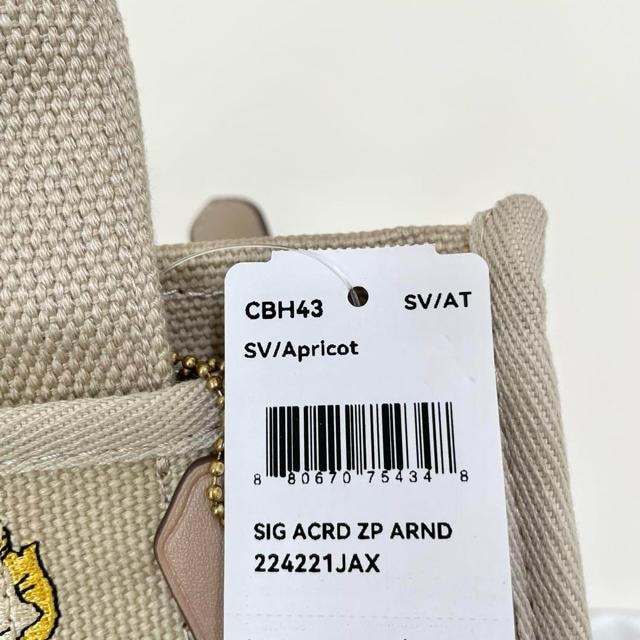 CBH43 SV/AT
SV/Apricot
8 80670 75434 8
SIG ACRD ZP ARND
224221JAX